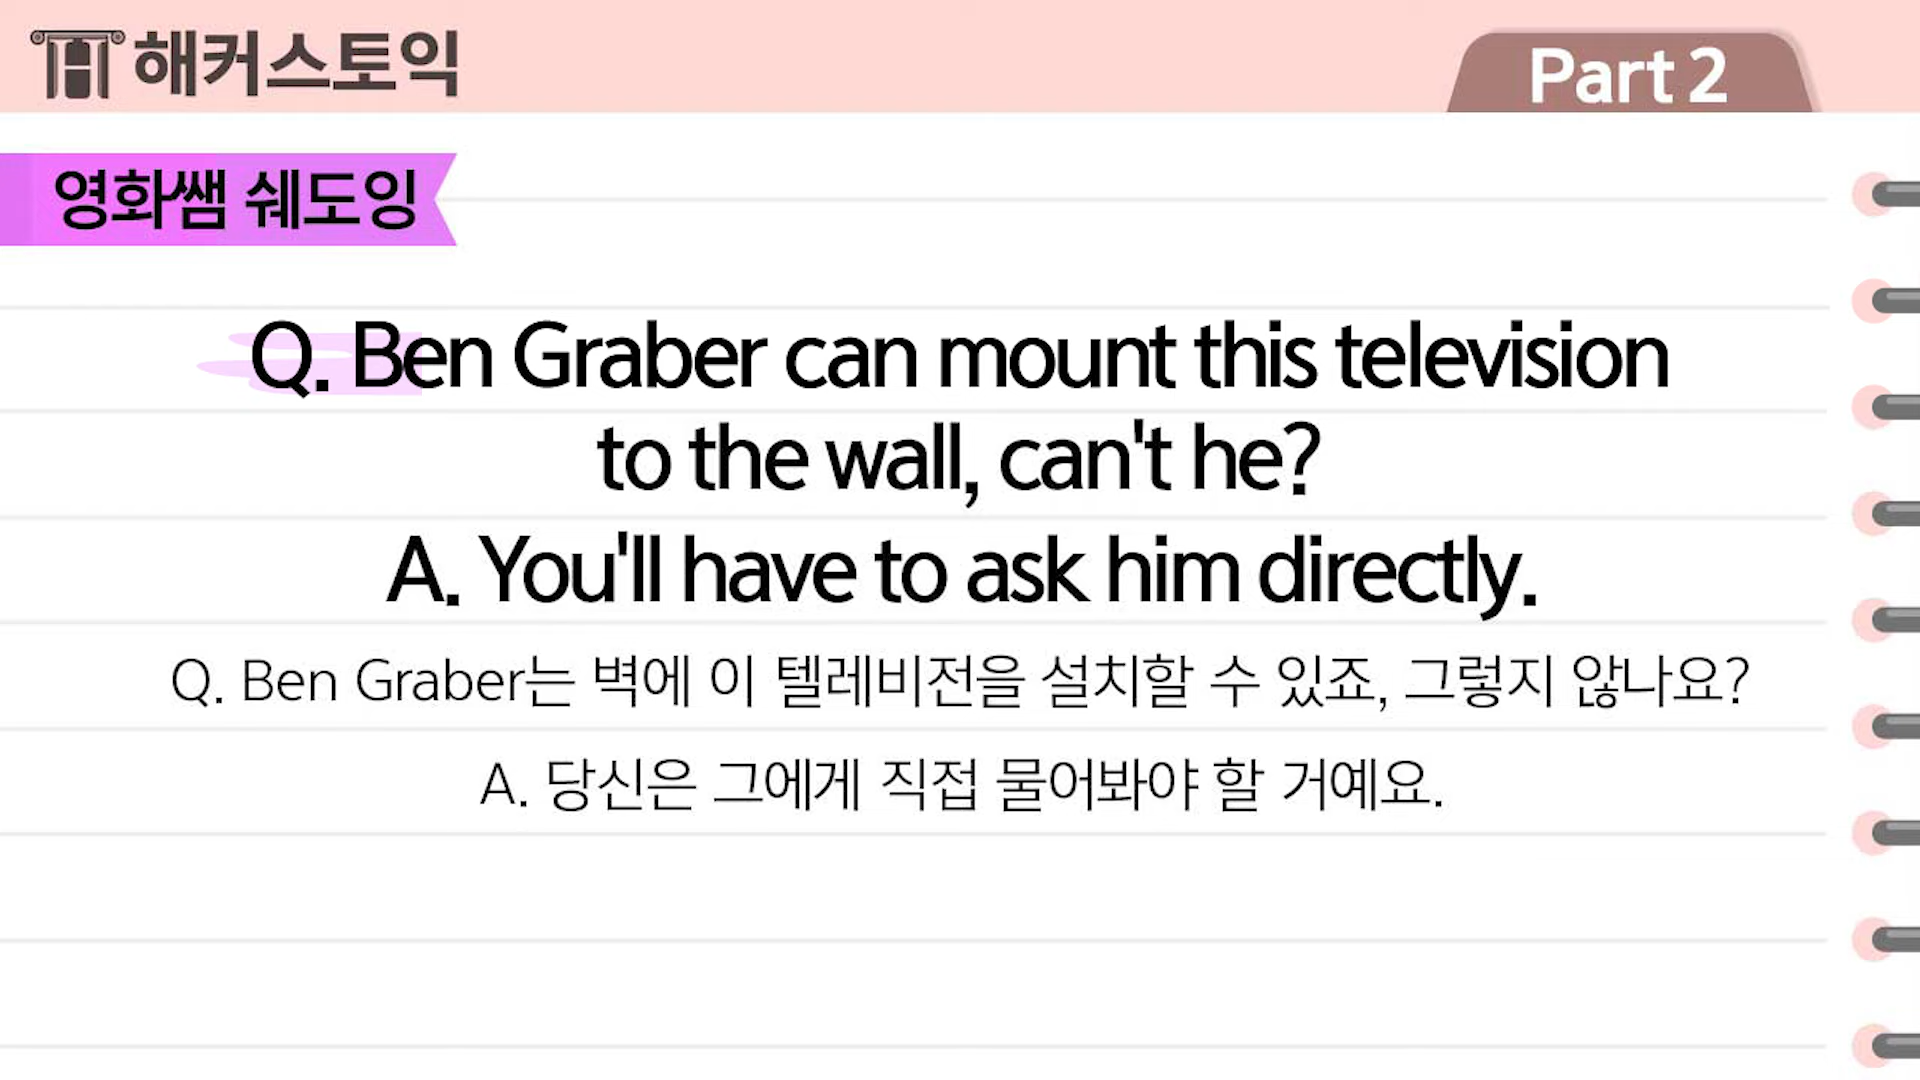 해커스토익
Part 2
영화쌤 쉐도잉
Q. Ben Graber can mount this television
to the wall, can't he?
A. You'll have to ask him directly.
Q. Ben Graber는 벽에 이 텔레비전을 설치할 수 있죠, 그렇지 않나요?
A. 당신은 그에게 직접 물어봐야 할 거예요.